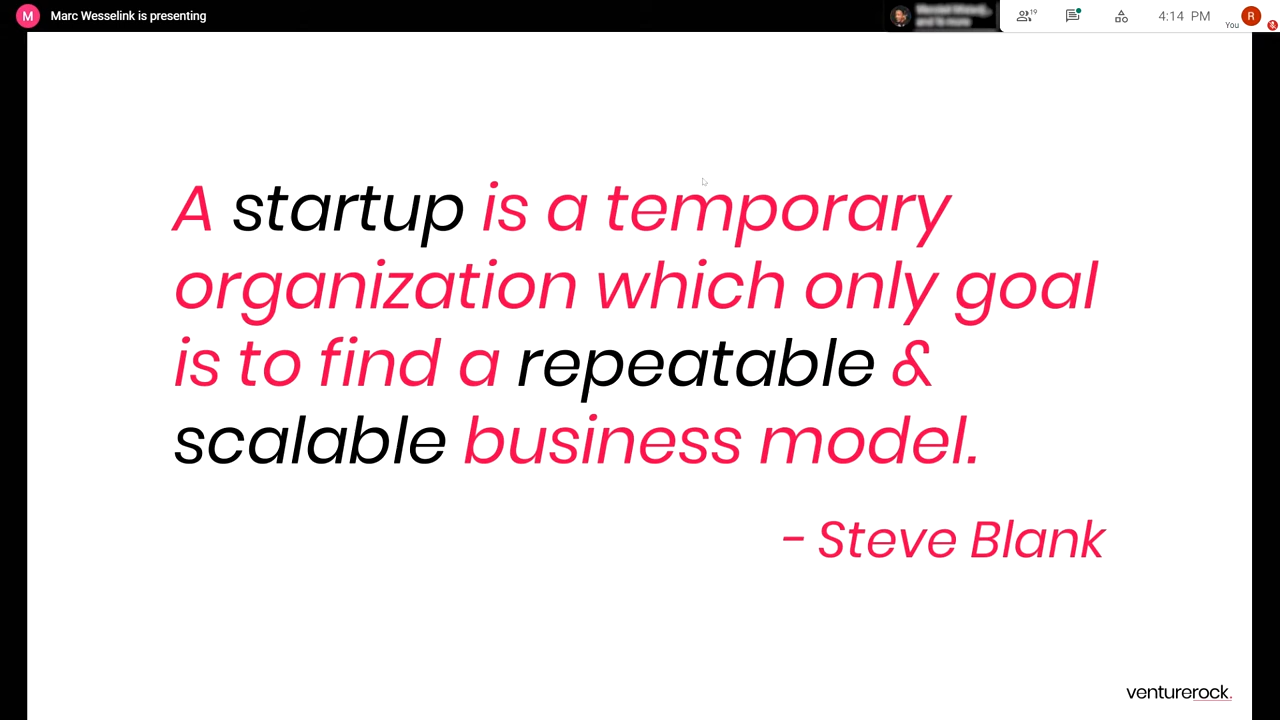 M Marc Wesselink is presenting
19
4:14 PM
You
R
A startup is a temporary
organization which only goal
is to find a repeatable &
scalable business model.
- Steve Blank
venturerock.